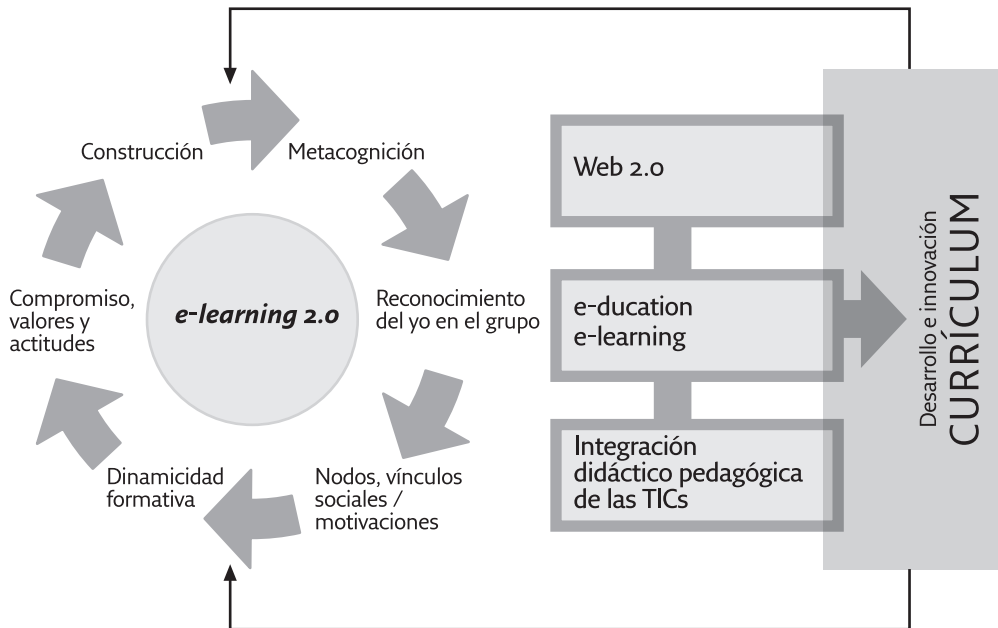 Construcción
Metacognición
Reconocimiento
del yo en el grupo
Nodos, vínculos
sociales /
motivaciones
Dinamicidad
formativa
Compromiso,
valores y
actitudes
e-learning 2.0
Web 2.0
e-ducation
e-learning
Integración
didáctico pedagógica
de las TICs
Desarrollo e innovación
CURRÍCULUM